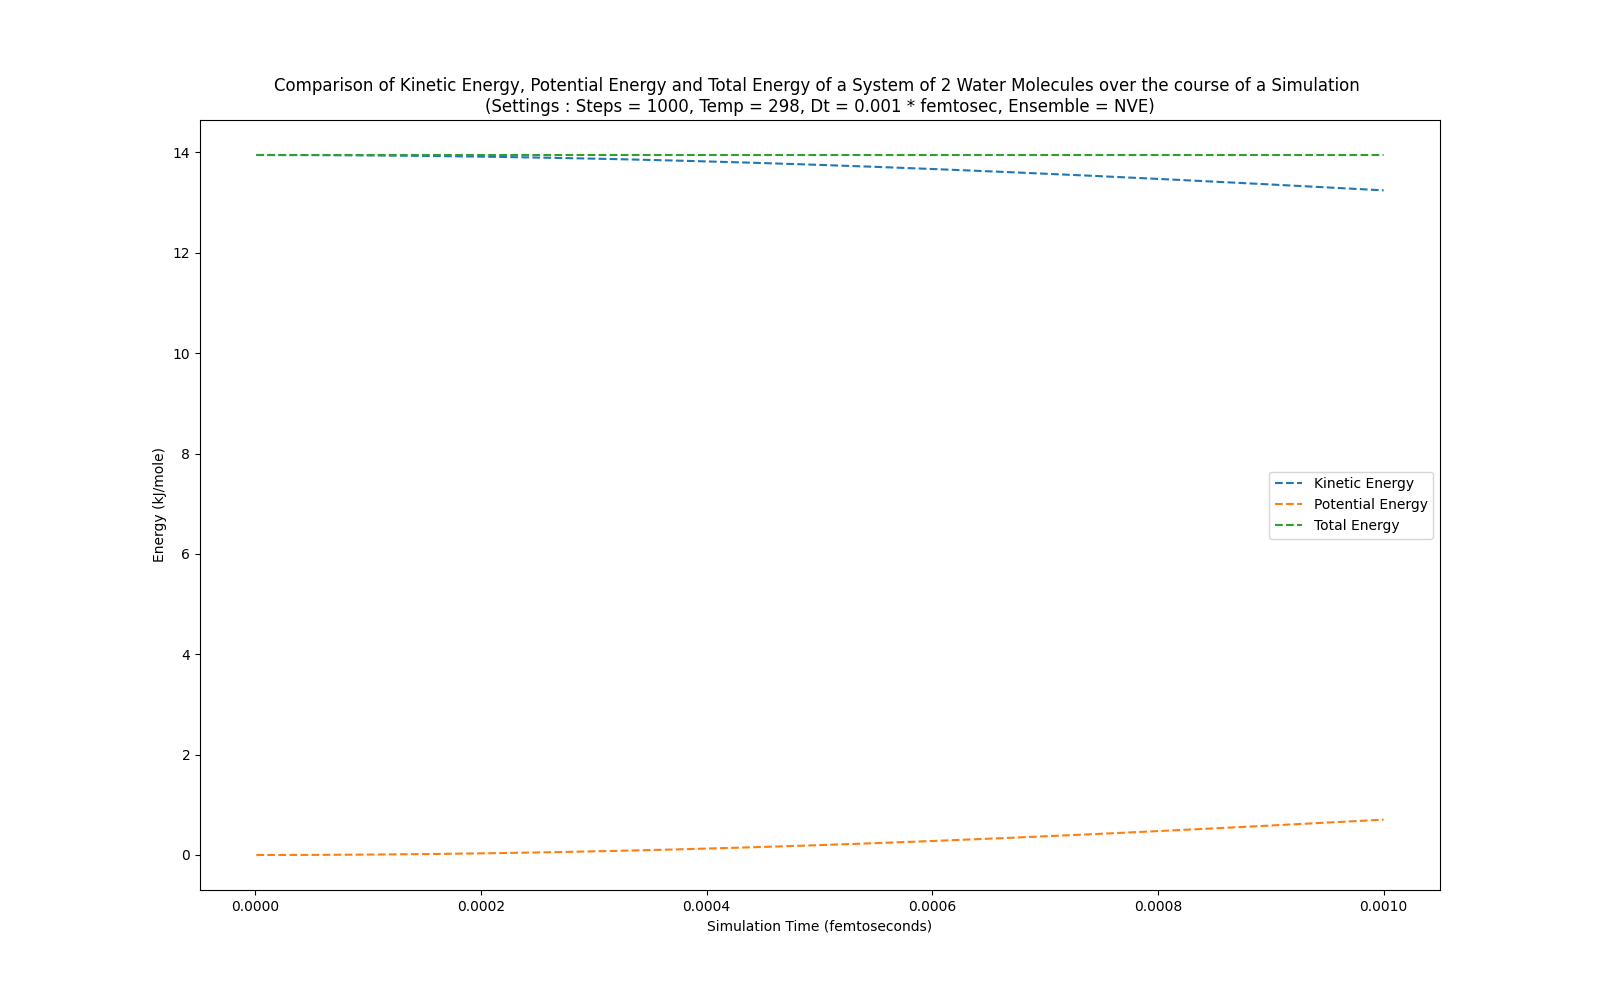 Comparison of Kinetic Energy, Potential Energy and Total Energy of a System of 2 Water Molecules over the course of a Simulation
(Settings : Steps = 1000, Temp = 298, Dt = 0.001 * femtosec, Ensemble = NVE)
14
12
10
8
6
4
2
0
Energy (kJ/mole)
Kinetic Energy
Potential Energy
Total Energy
0.0000 0.0002 0.0004 0.0006 0.0008 0.0010
Simulation Time (femtoseconds)